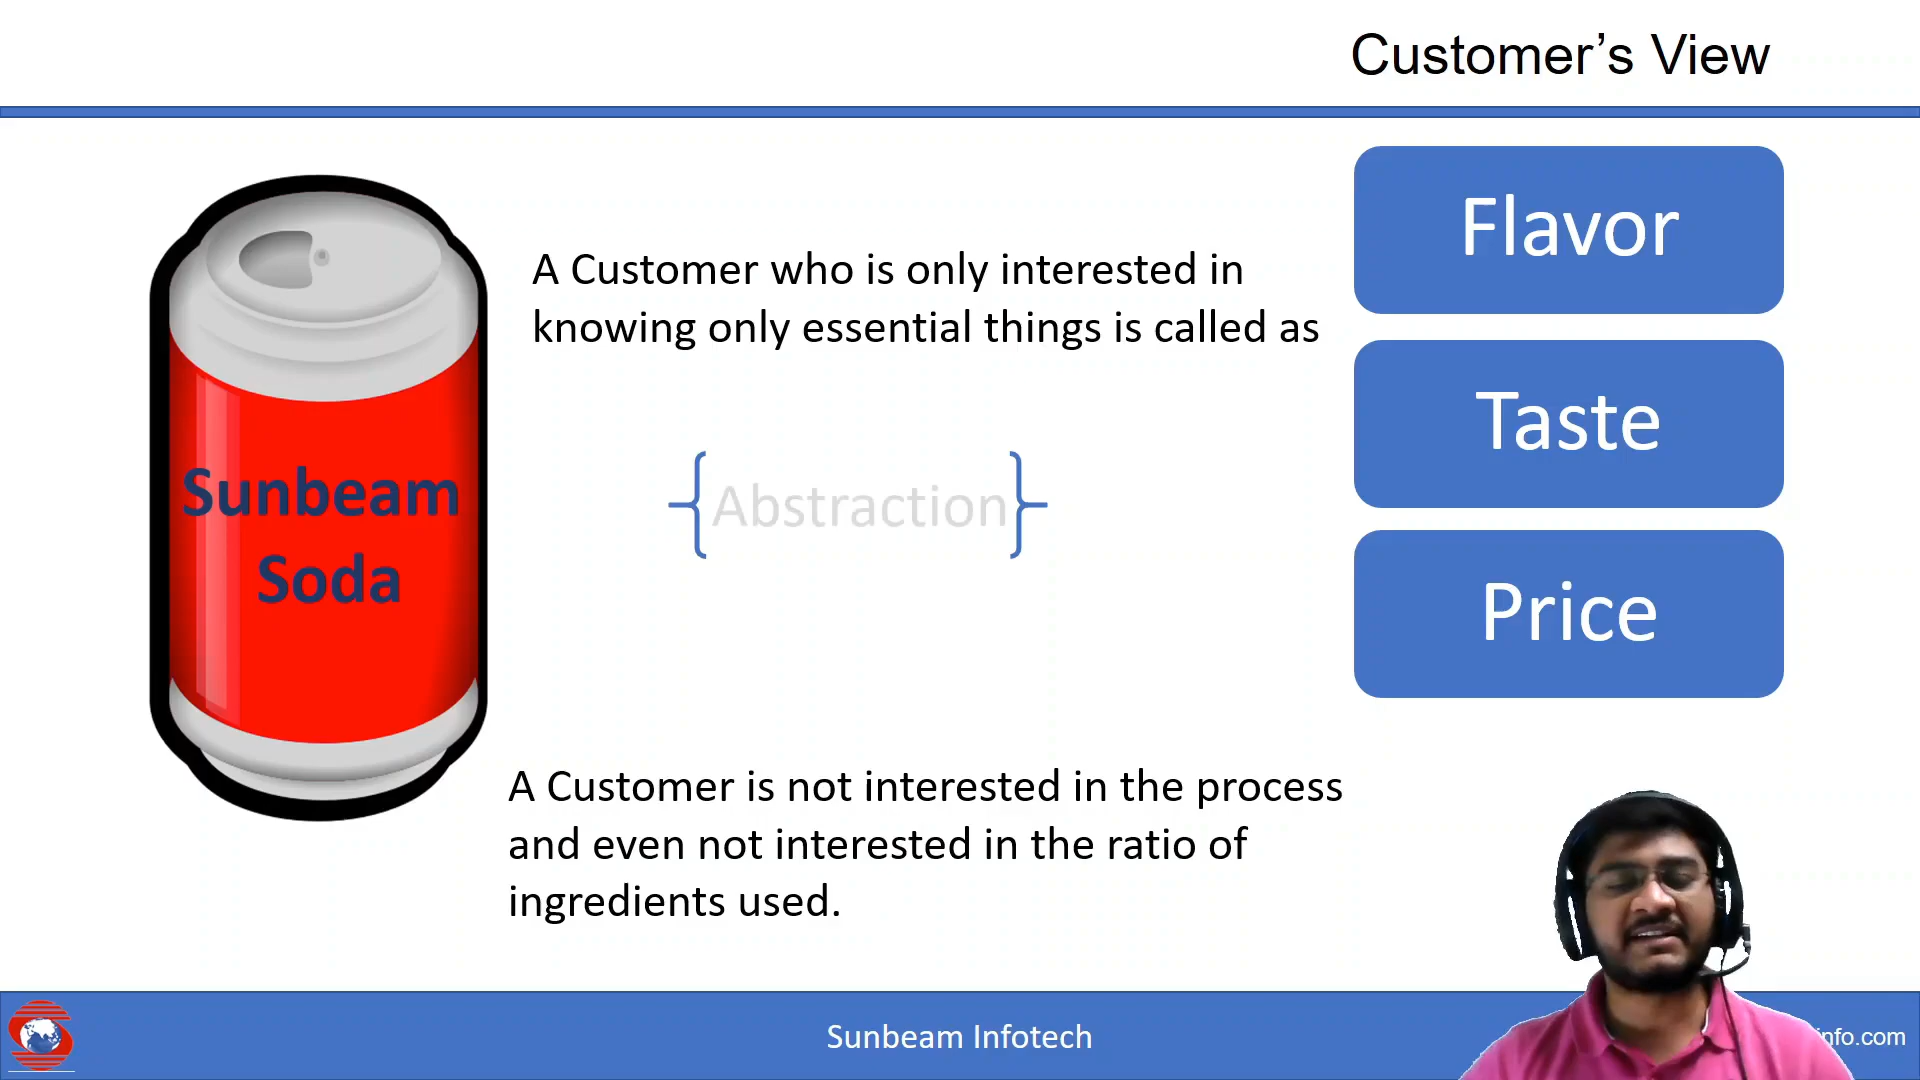 Customer’s View
Sunbeam
Soda
A Customer who is only interested in
knowing only essential things is called as
{Abstraction}
A Customer is not interested in the process
and even not interested in the ratio of
ingredients used.
Flavor
Taste
Price
Sunbeam Infotech